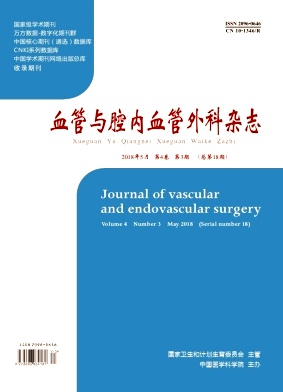 国家级学术期刊
万方数据-数字化期刊群
中国核心期刊（遴选）数据库
CNKI系列数据库
中国学术期刊网络出版总库
收录期刊
ISSN 2096-0646
CN 10-1346/R
血管与腔内血管外科杂志
Xueguan Yu Qiangnei Xueguan Waike Zazhi
2018年5月 第4卷 第3期 （总第18期）
Journal of vascular
and endovascular surgery
Volume 4 Number 3 May 2018 (Serial number 18)
ISSN 2096-0646
国家卫生和计划生育委员会 主管
中国医学科学院 主办